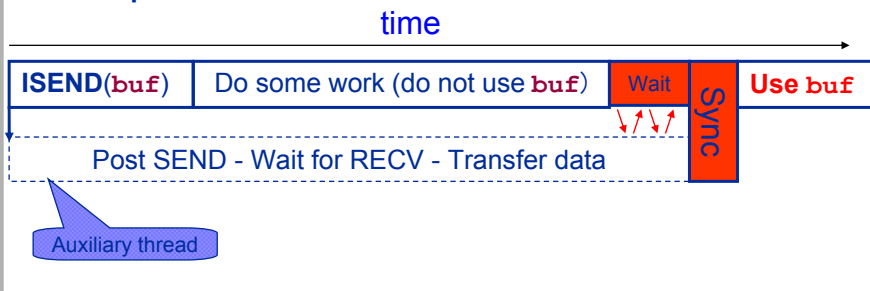 time
ISEND(buf)
Do some work (do not use buf)
Wait
Sync
Use buf
Post SEND - Wait for RECV - Transfer data
Auxiliary thread